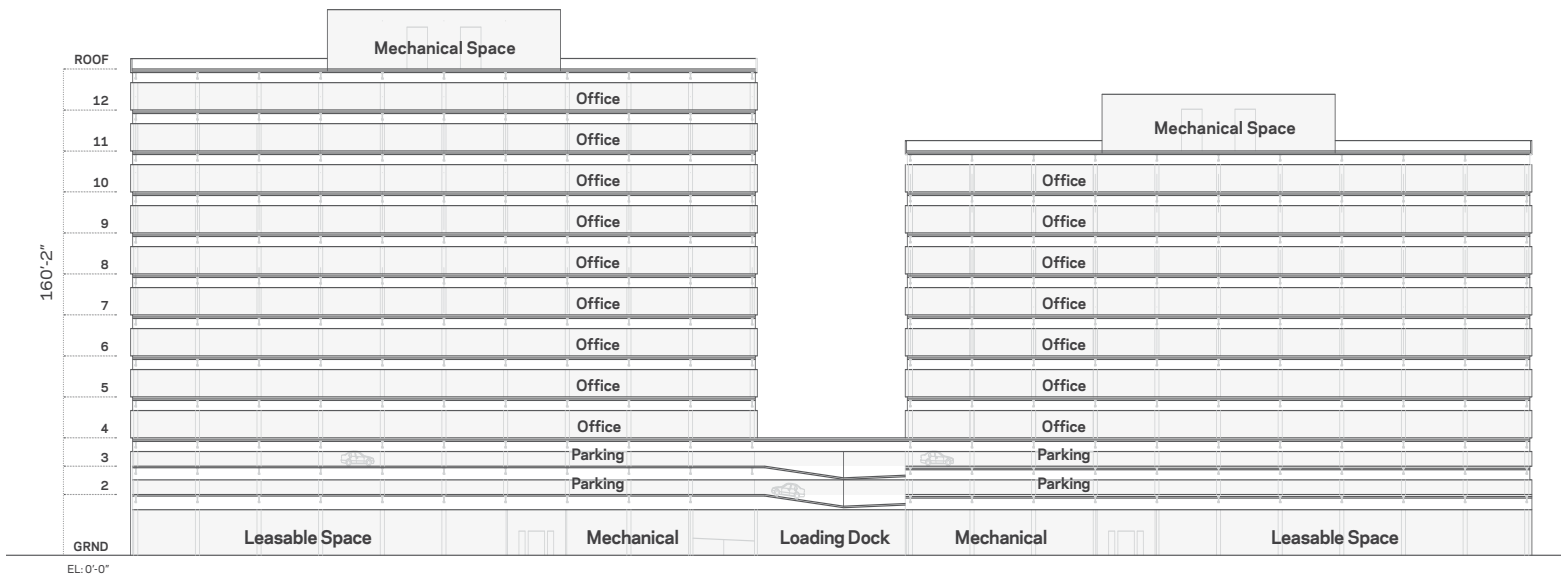 Mechanical Space
ROOF
12 Office
Mechanical Space
11 Office
10 Office Office
9 Office Office
160'-2"
8 Office Office
7 Office Office
6 Office Office
5 Office Office
4 Office Office
3 Parking Parking
2 Parking Parking
Leasable Space Mechanical Loading Dock Mechanical Leasable Space
GRND
EL: 0'-0"